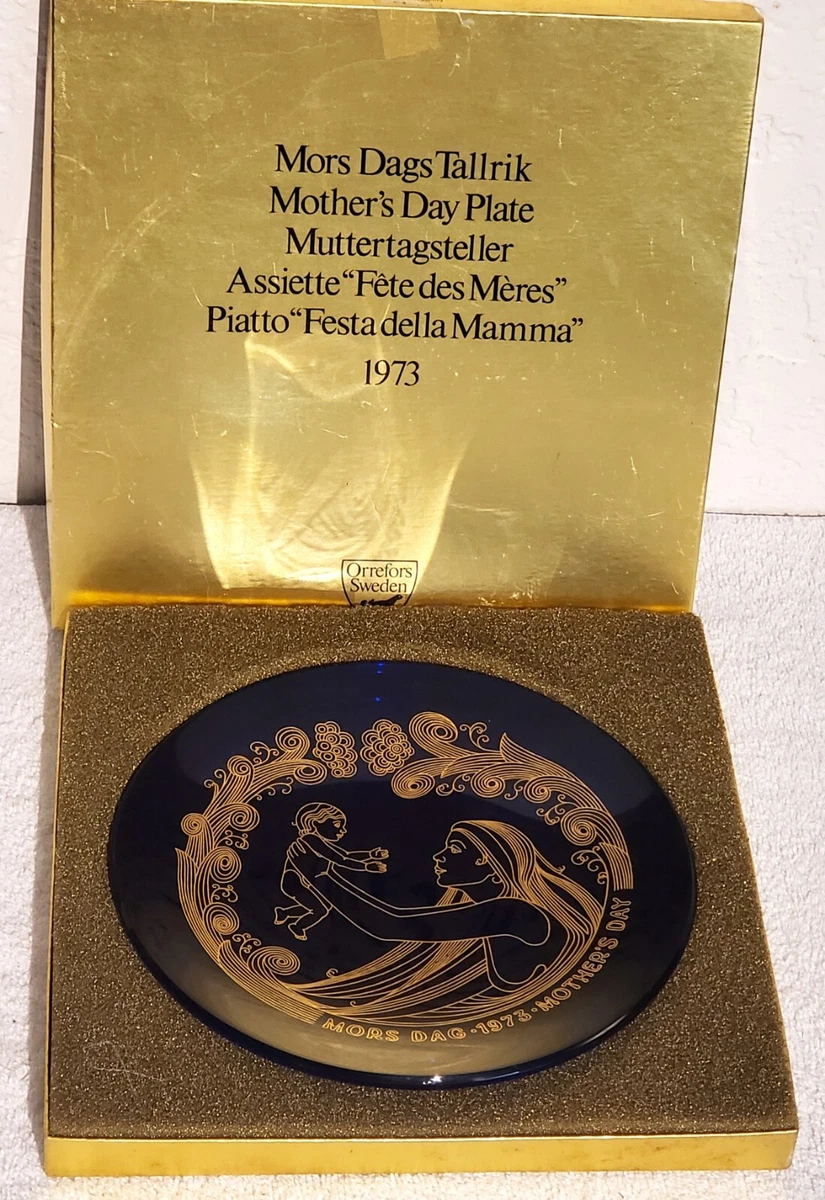 Mors Dags Tallrik
Mother's Day Plate
Muttertagsteller
Assiette “Fête des Mères”
Piatto “Festa della Mamma”
1973
Orrefors
Sweden
MORS DAG · 1973 · MOTHER'S DAY